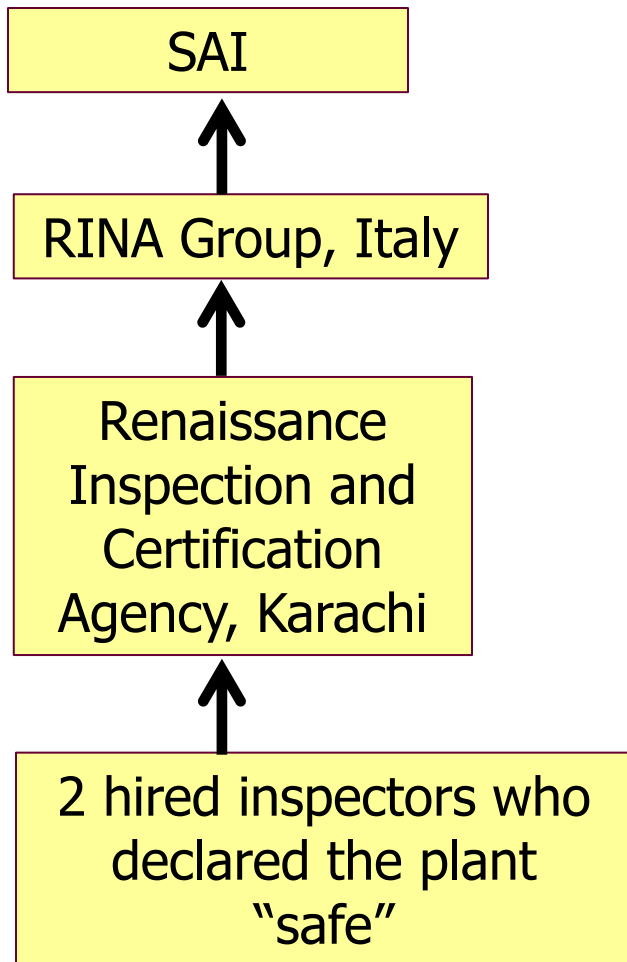 SAI
RINA Group, Italy
Renaissance
Inspection and
Certification
Agency, Karachi
2 hired inspectors who
declared the plant
“safe”